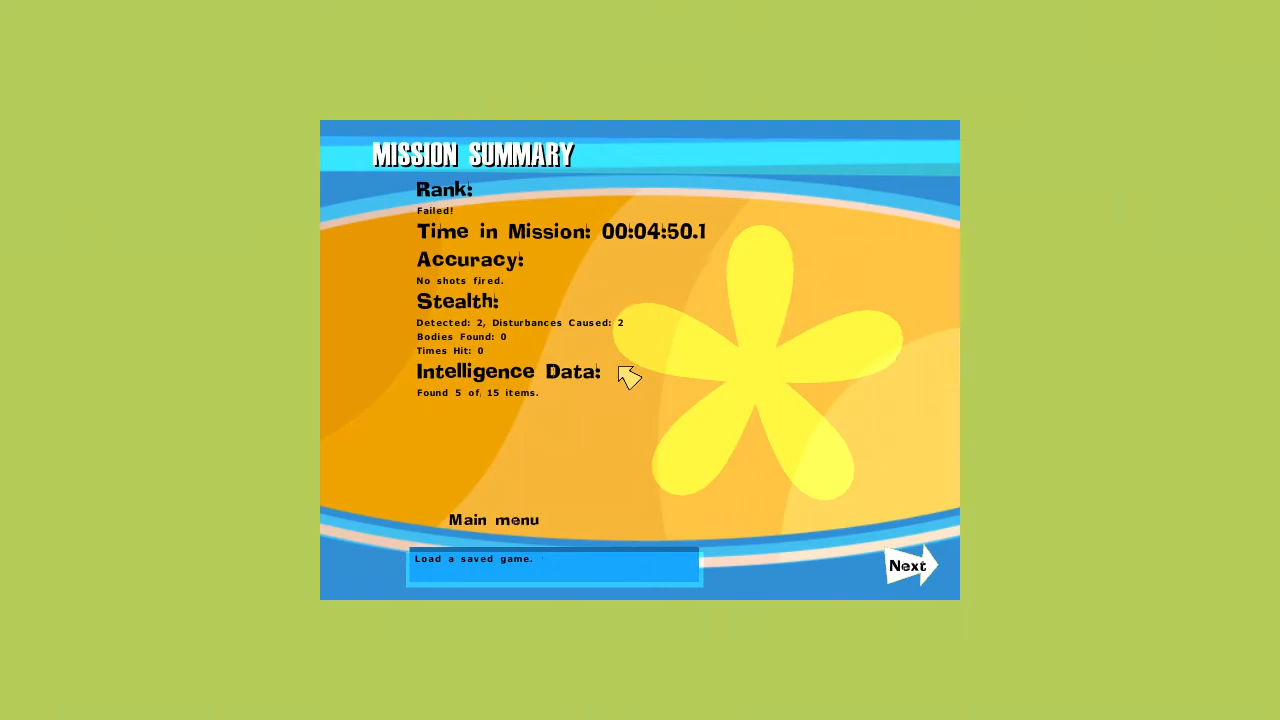 MISSION SUMMARY
Rank:
Failed!
Time in Mission: 00:04:50.1
Accuracy:
No shots fired.
Stealth:
Detected: 2, Disturbances Caused: 2
Bodies Found: 0
Times Hit: 0
Intelligence Data:
Found 5 of 15 items.
Main menu
Load a saved game.
Next